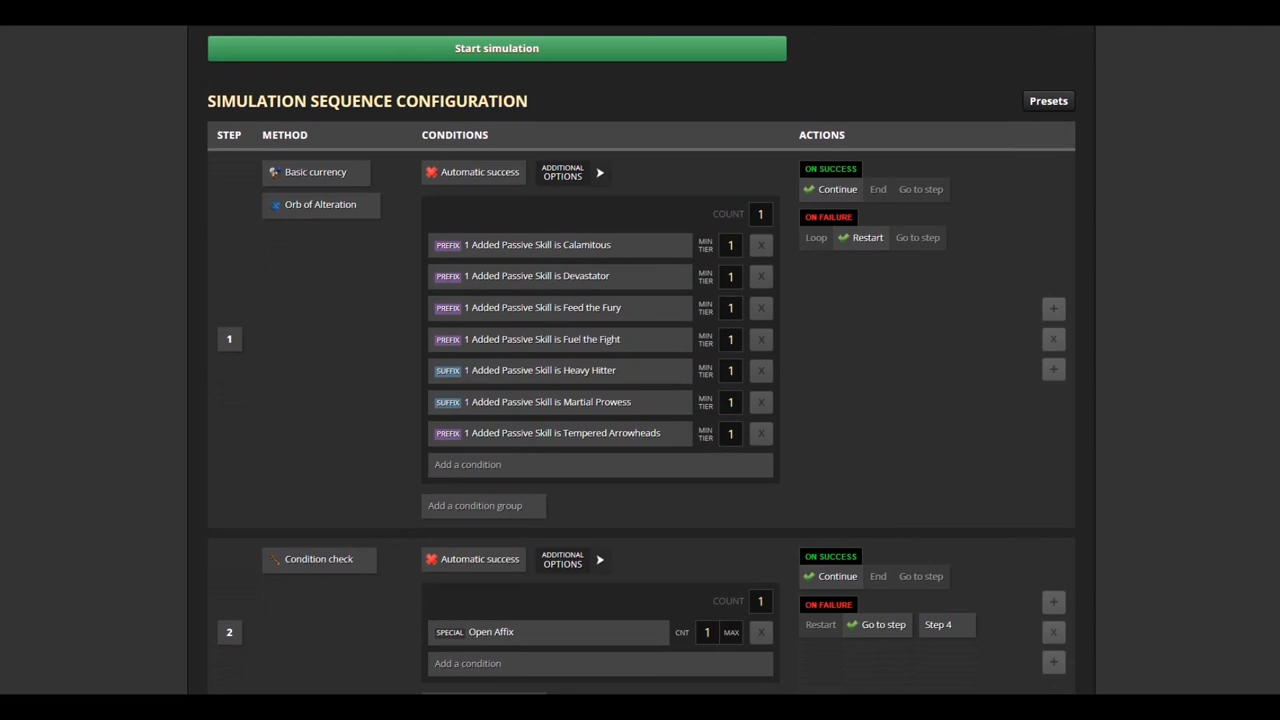 Start simulation
SIMULATION SEQUENCE CONFIGURATION
Presets
STEP METHOD CONDITIONS ACTIONS
Basic currency
Orb of Alteration
Automatic success
ADDITIONAL
OPTIONS
ON SUCCESS
Continue End Go to step
ON FAILURE
Loop Restart Go to step
COUNT 1
PREFIX 1 Added Passive Skill is Calamitous MIN TIER 1 X
PREFIX 1 Added Passive Skill is Devastator MIN TIER 1 X
PREFIX 1 Added Passive Skill is Feed the Fury MIN TIER 1 X
PREFIX 1 Added Passive Skill is Fuel the Fight MIN TIER 1 X
SUFFIX 1 Added Passive Skill is Heavy Hitter MIN TIER 1 X
SUFFIX 1 Added Passive Skill is Martial Prowess MIN TIER 1 X
PREFIX 1 Added Passive Skill is Tempered Arrowheads MIN TIER 1 X
Add a condition
Add a condition group
1
+
x
+
Condition check
Automatic success
ADDITIONAL
OPTIONS
ON SUCCESS
Continue End Go to step
ON FAILURE
Restart Go to step Step 4
COUNT 1
SPECIAL Open Affix CNT 1 MAX X
Add a condition
2
+
x
+